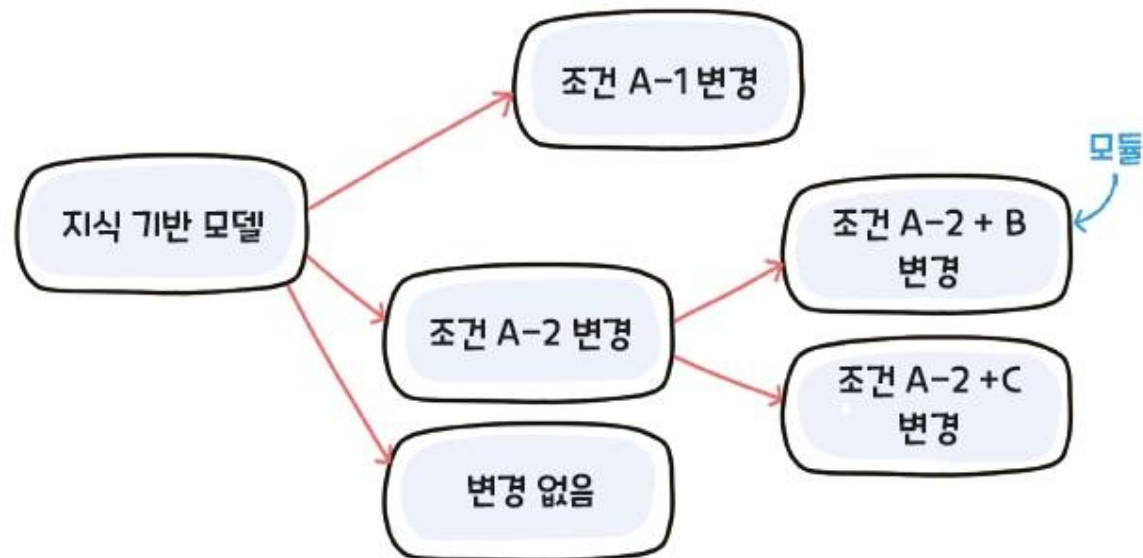 조건 A-1 변경
모듈
지식 기반 모델
조건 A-2 + B
변경
조건 A-2 변경
조건 A-2 +C
변경
변경 없음